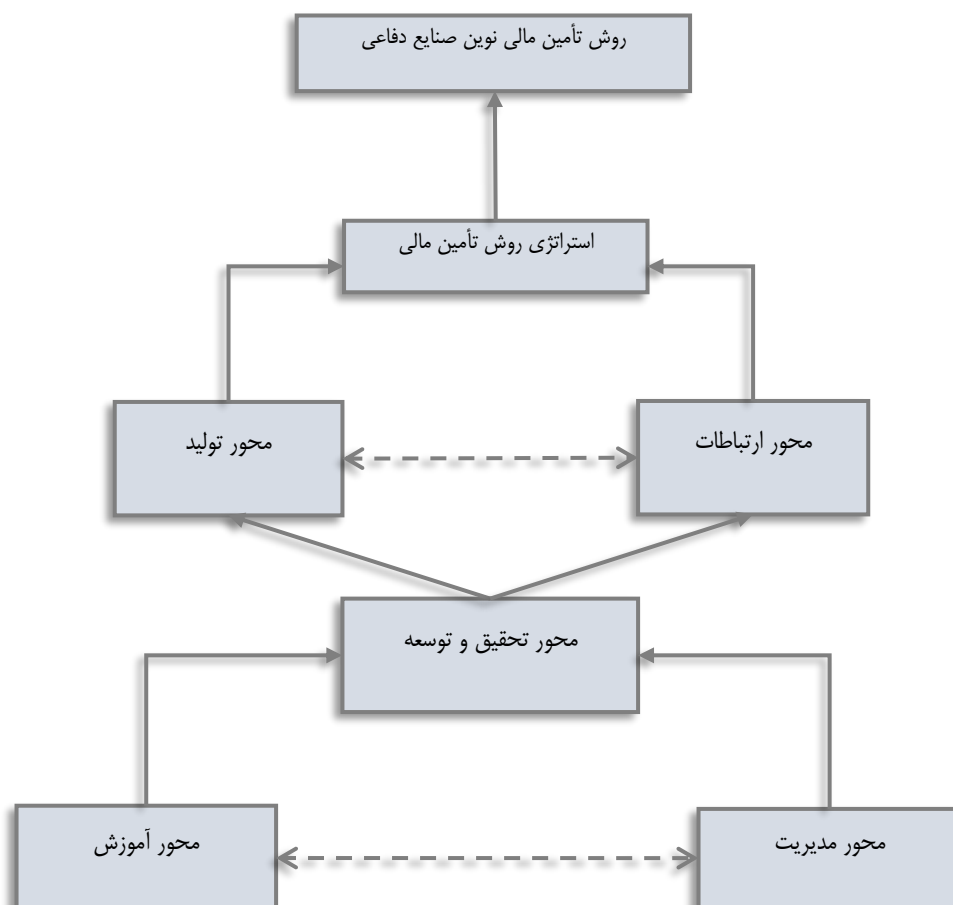 روش تأمین مالی نوین صنایع دفاعی
استراتژی روش تأمین مالی
محور ارتباطات
محور تولید
محور تحقیق و توسعه
محور مدیریت
محور آموزش